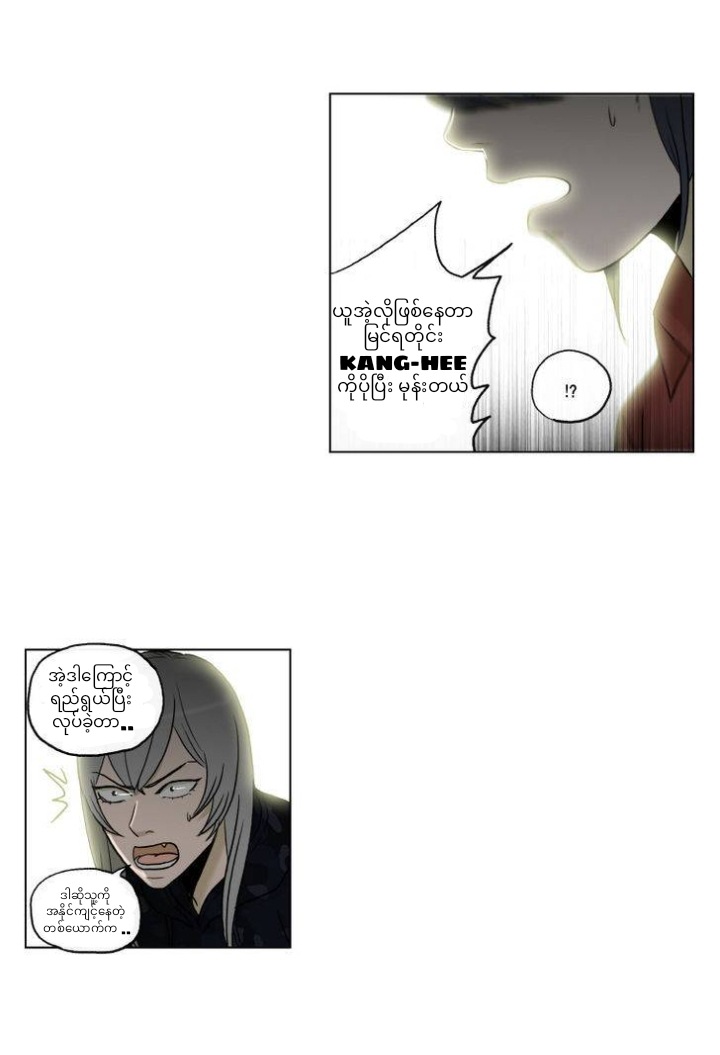 ယူအဲ့လိုဖြစ်နေတာ
မြင်ရတိုင်း
KANG-HEE
ကိုပိုပြီး မုန်းတယ်
!?
အဲ့ဒါကြောင့်
ရည်ရွယ်ပြီး
လုပ်ခဲ့တာ..
ဒါဆိုသူ့ကို
အနိုင်ကျင့်နေတဲ့
တစ်ယောက်က ..